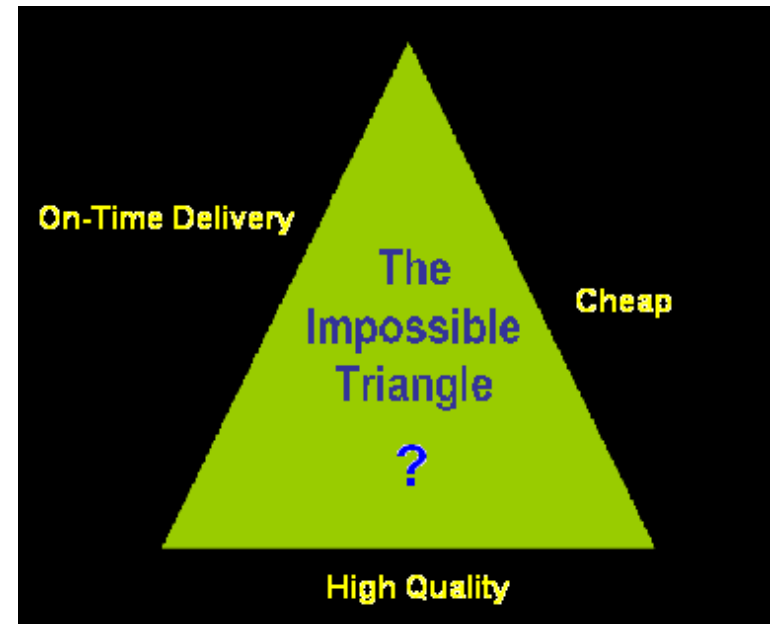 On-Time Delivery
The
Impossible
Triangle
?
Cheap
High Quality